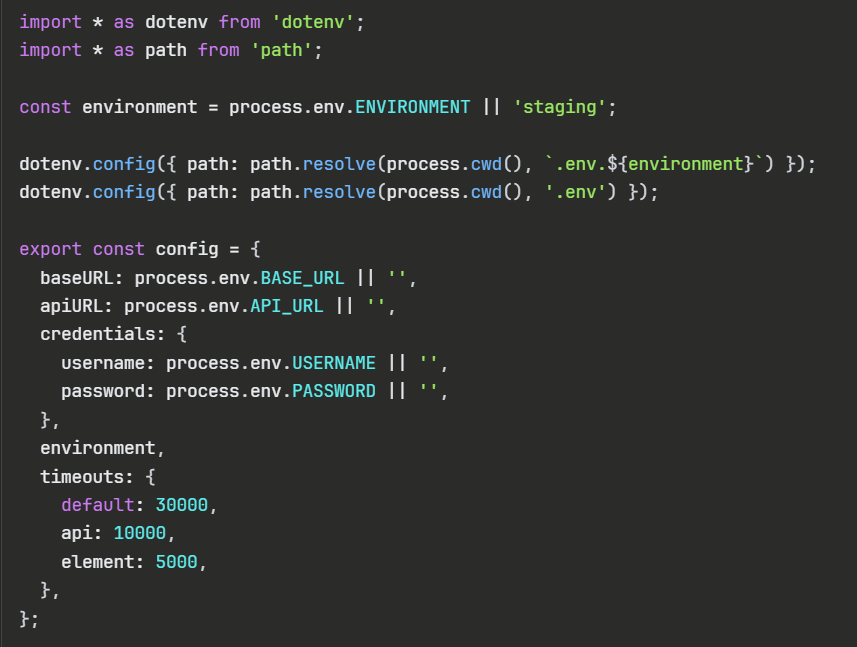 import * as dotenv from 'dotenv';
import * as path from 'path';

const environment = process.env.ENVIRONMENT || 'staging';

dotenv.config({ path: path.resolve(process.cwd(), `.env.${environment}`) });
dotenv.config({ path: path.resolve(process.cwd(), '.env') });

export const config = {
  baseURL: process.env.BASE_URL || '',
  apiURL: process.env.API_URL || '',
  credentials: {
    username: process.env.USERNAME || '',
    password: process.env.PASSWORD || '',
  },
  environment,
  timeouts: {
    default: 30000,
    api: 10000,
    element: 5000,
  },
};